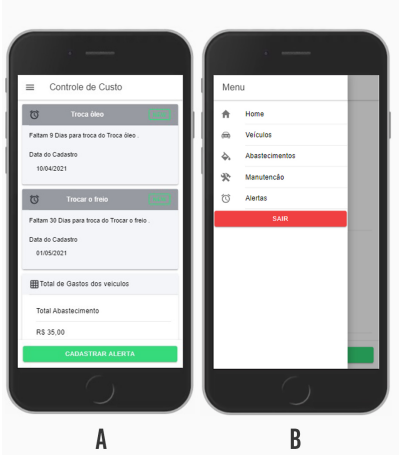 Controle de Custo
Troca óleo
Faltam 9 Dias para troca do Troca óleo .
Data do Cadastro
10/04/2021
Trocar o freio
Faltam 30 Dias para troca do Trocar o freio .
Data do Cadastro
01/05/2021
Total de Gastos dos veiculos
Total Abastecimento
R$ 35,00
CADASTRAR ALERTA
A
Menu
Home
Veículos
Abastecimentos
Manutencão
Alertas
SAIR
B